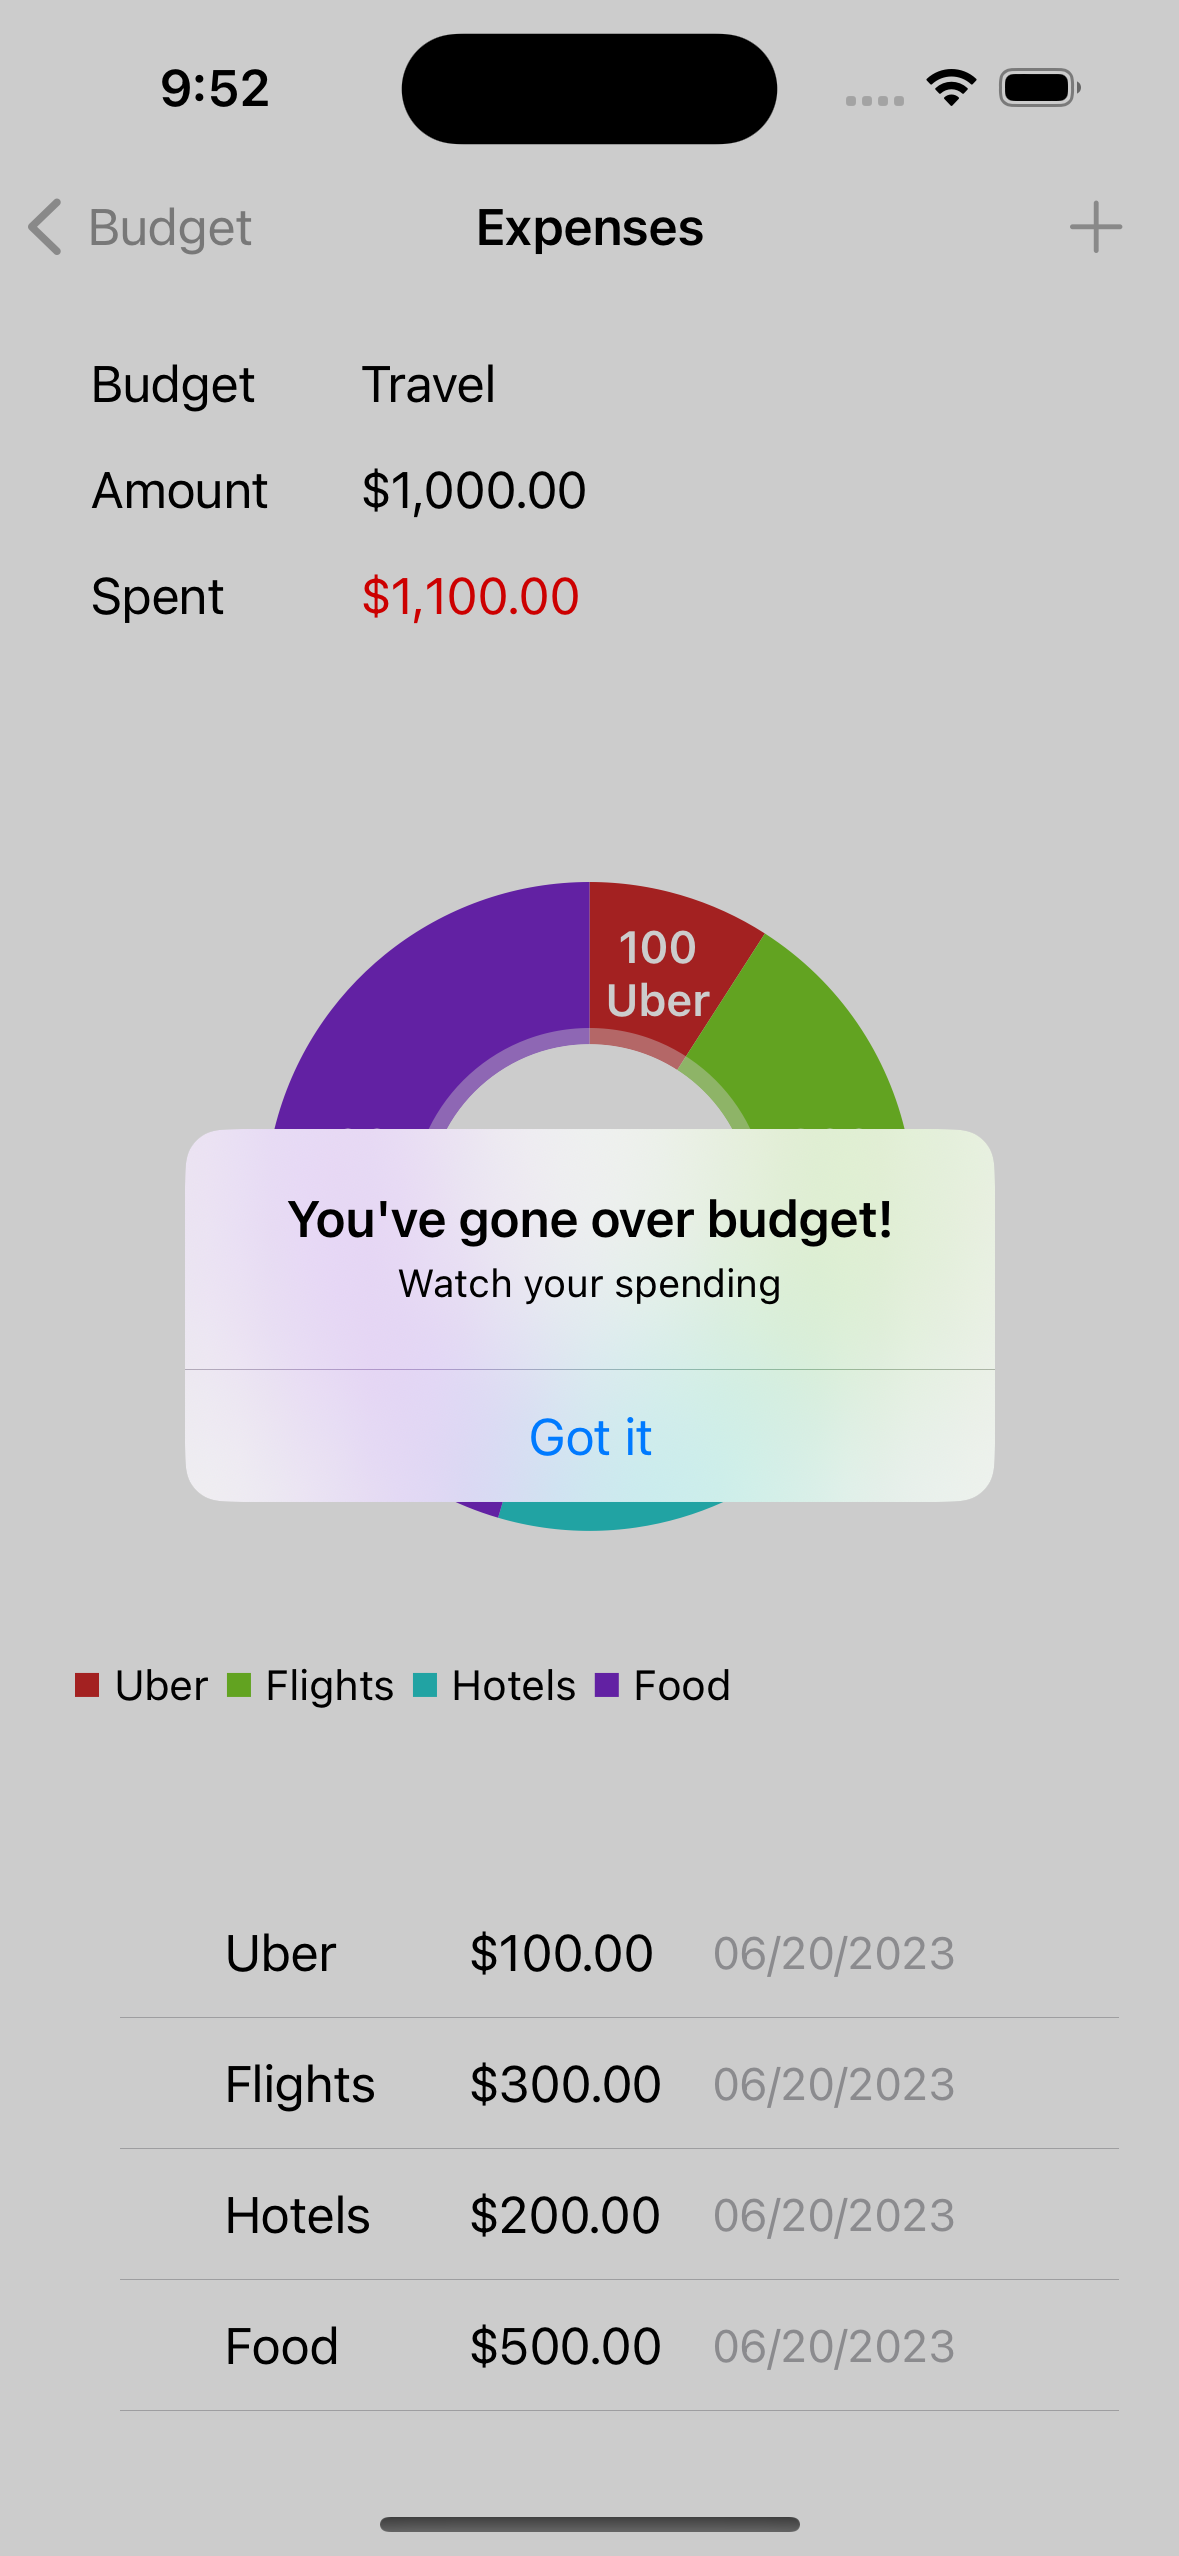 9:52
Budget Expenses
Budget Travel
Amount $1,000.00
Spent $1,100.00
100
Uber
You've gone over budget!
Watch your spending
Got it
Uber Flights Hotels Food
Uber $100.00 06/20/2023
Flights $300.00 06/20/2023
Hotels $200.00 06/20/2023
Food $500.00 06/20/2023